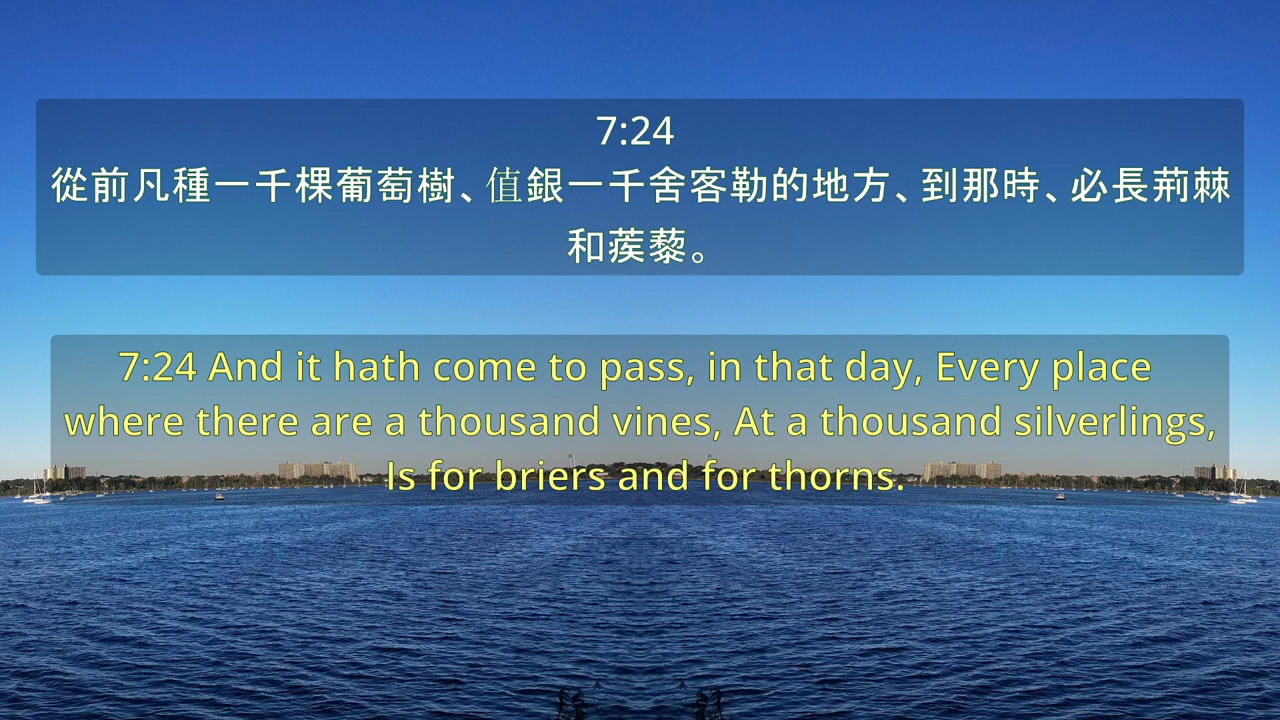 7:24
從前凡種一千棵葡萄樹、值銀一千舍客勒的地方、到那時、必長荊棘
和蒺藜。
7:24 And it hath come to pass, in that day, Every place
where there are a thousand vines, At a thousand silverlings,
Is for briers and for thorns.